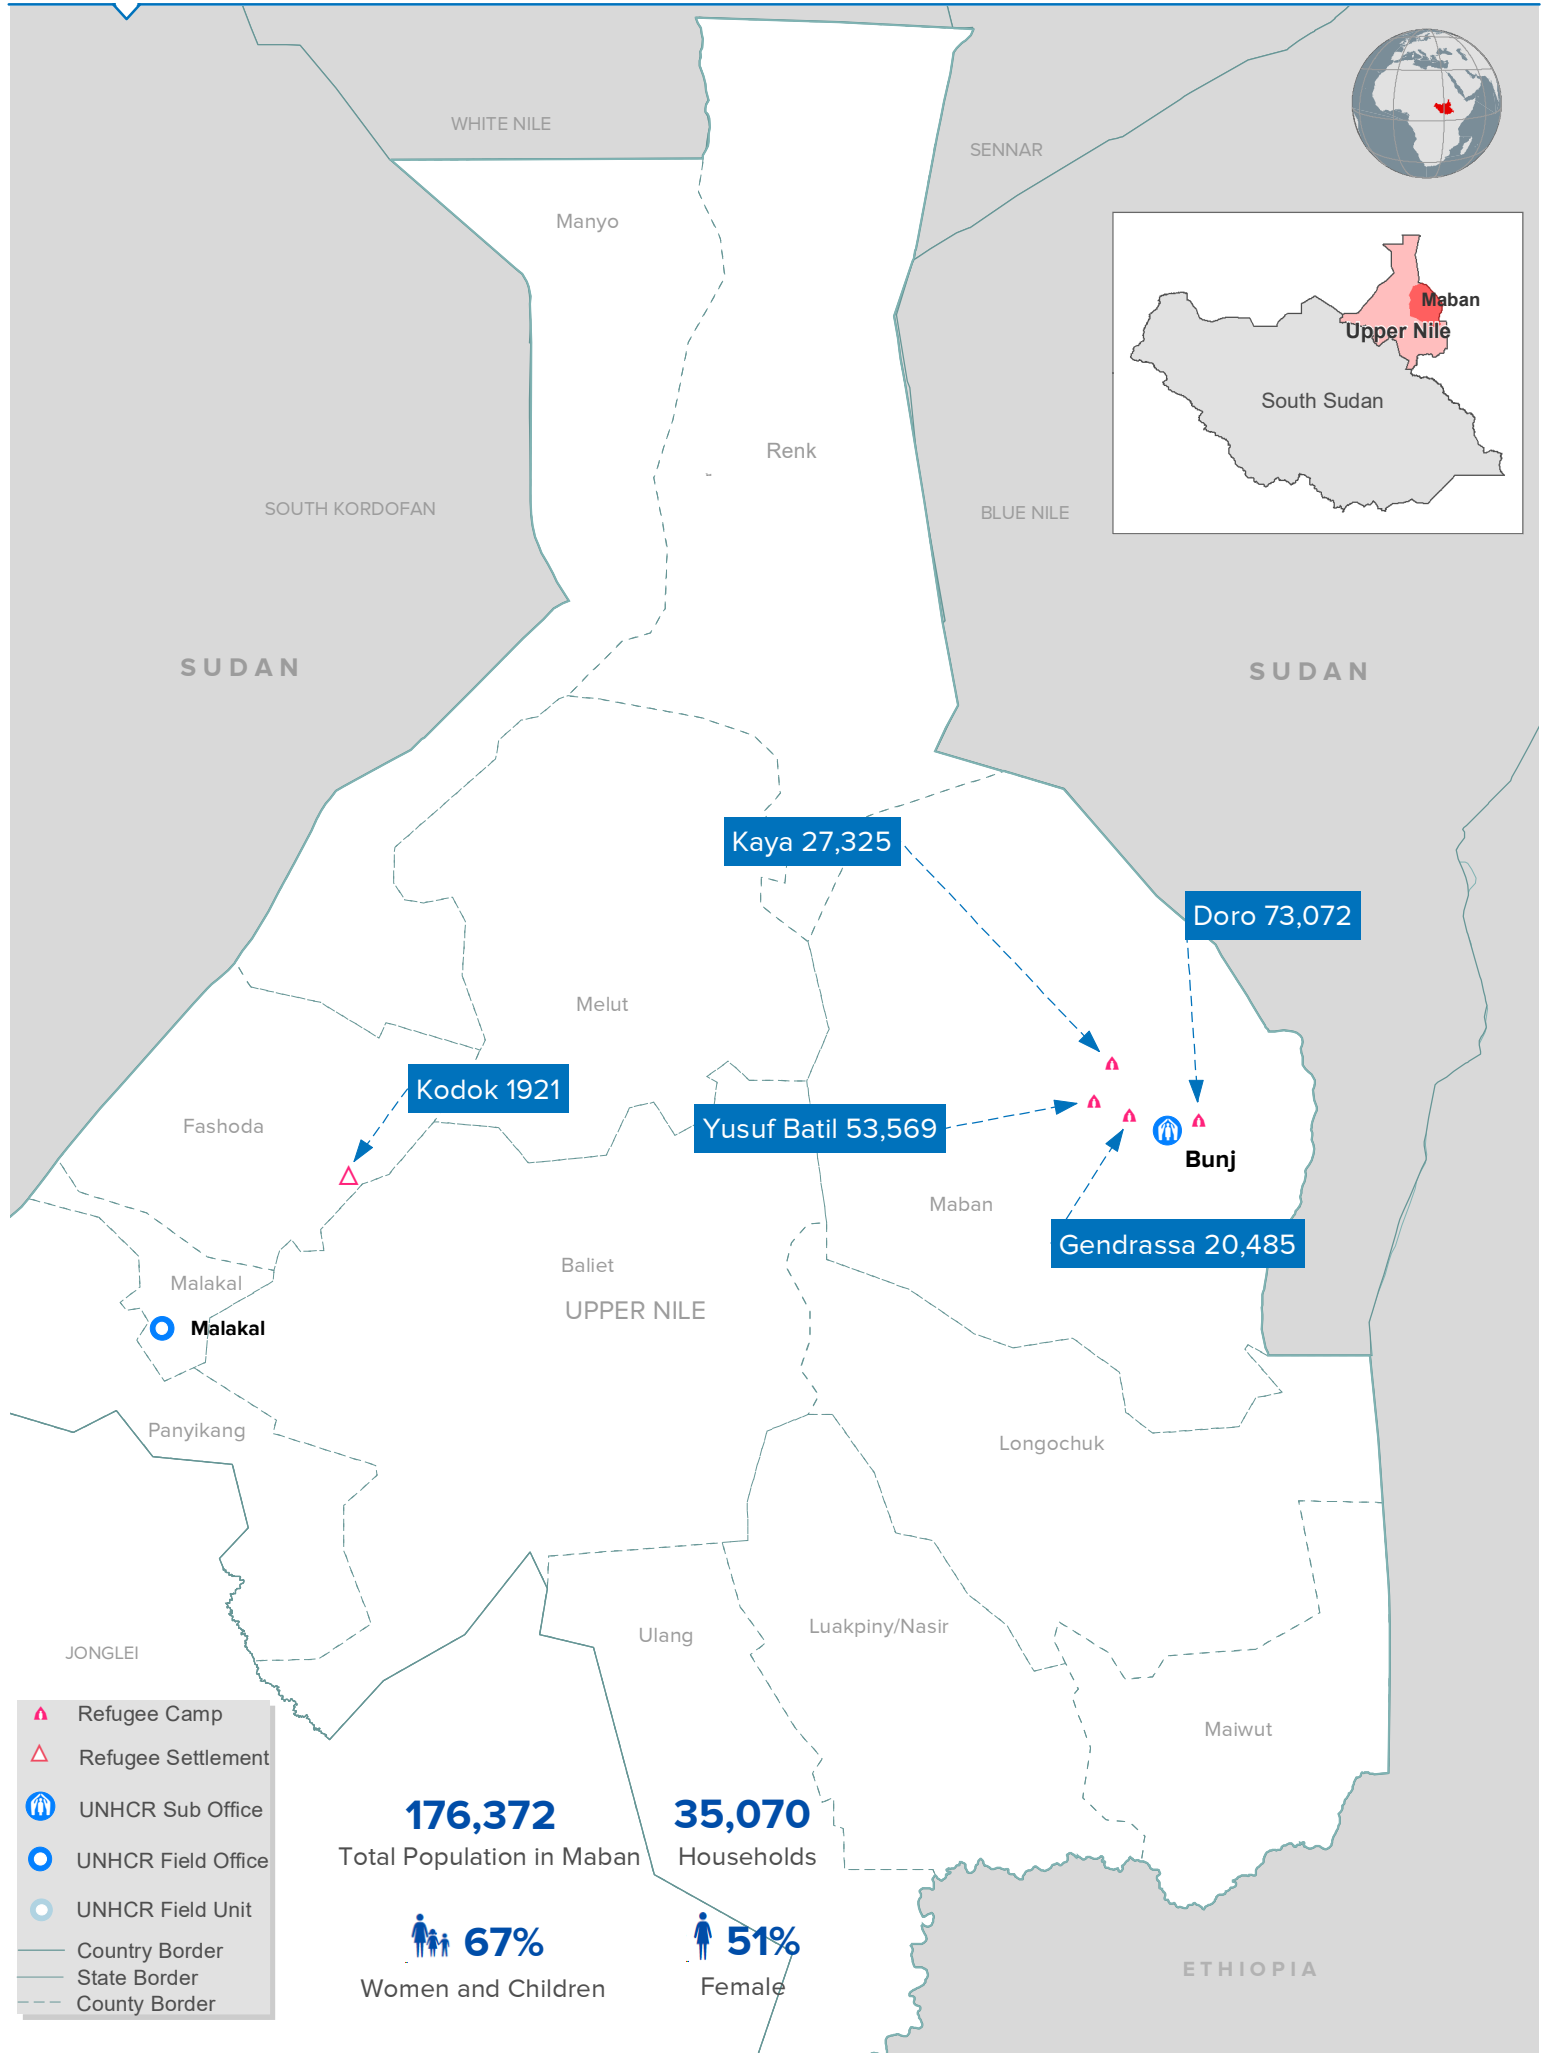 WHITE NILE
SENNAR
Manyo
Maban
Upper Nile
South Sudan
Renk
SOUTH KORDOFAN
BLUE NILE
SUDAN
SUDAN
Kaya 27,325
Doro 73,072
Melut
Kodok 1921
Fashoda
Yusuf Batil 53,569
Bunj
Maban
Gendrassa 20,485
Baliet
Malakal
UPPER NILE
Malakal
Panyikang
Longochuk
Ulang
Luakpiny/Nasir
JONGLEI
Maiwut
Refugee Camp
Refugee Settlement
UNHCR Sub Office
UNHCR Field Office
UNHCR Field Unit
Country Border
State Border
County Border
176,372
Total Population in Maban
35,070
Households
67%
Women and Children
51%
Female
ETHIOPIA